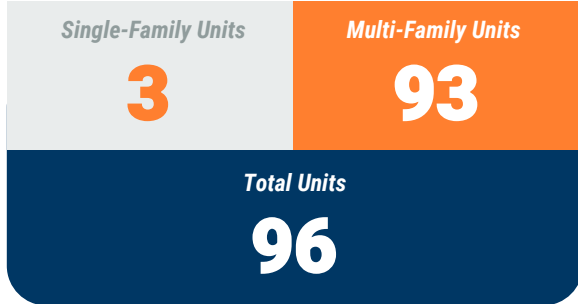 Single-Family Units
3
Multi-Family Units
93
Total Units
96